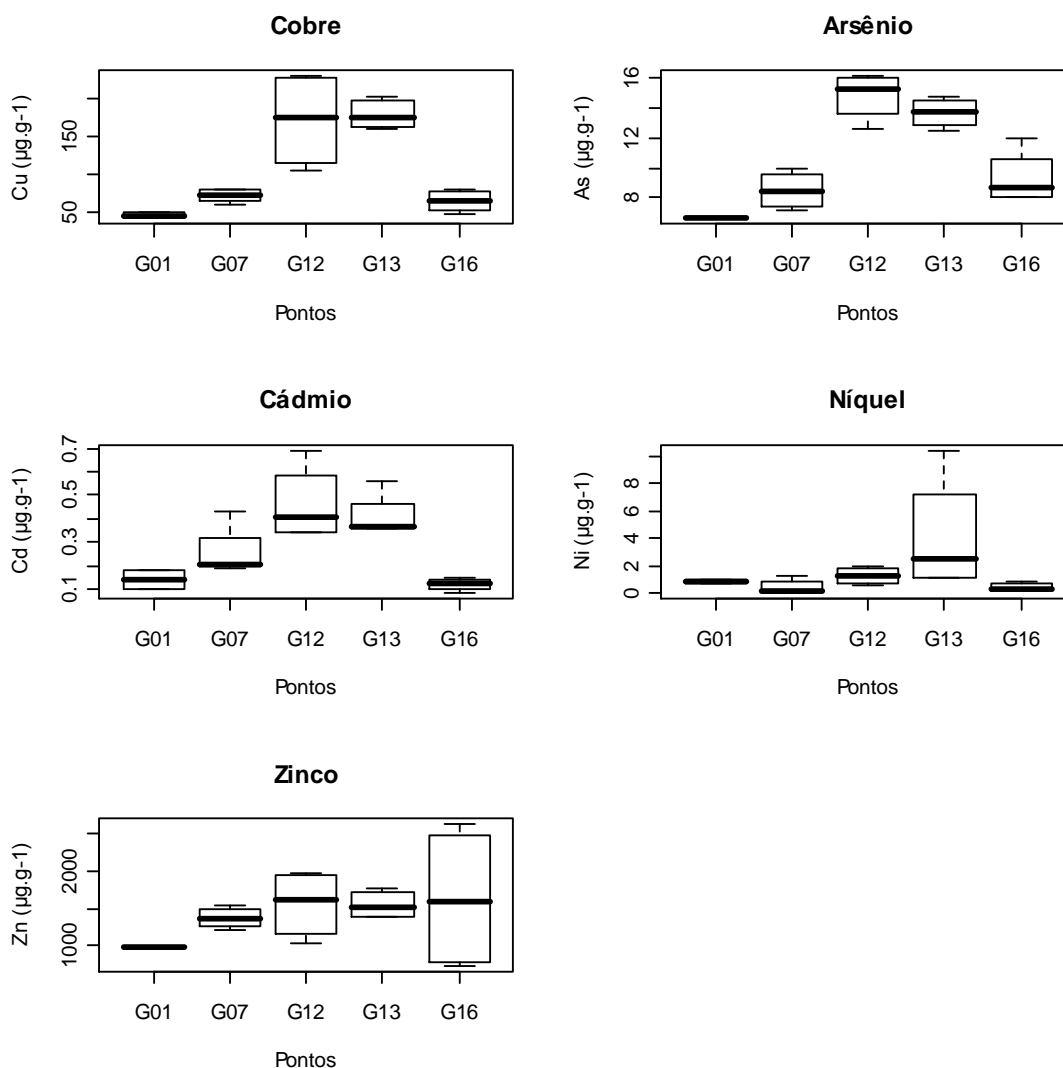 Cobre
Cu (µg.g-1)
150
50
G01 G07 G12 G13 G16
Pontos
Arsênio
As (µg.g-1)
16
12
8
G01 G07 G12 G13 G16
Pontos
Cádmio
Cd (µg.g-1)
0.7
0.5
0.3
0.1
G01 G07 G12 G13 G16
Pontos
Níquel
Ni (µg.g-1)
8
6
4
2
0
G01 G07 G12 G13 G16
Pontos
Zinco
Zn (µg.g-1)
2000
1000
G01 G07 G12 G13 G16
Pontos